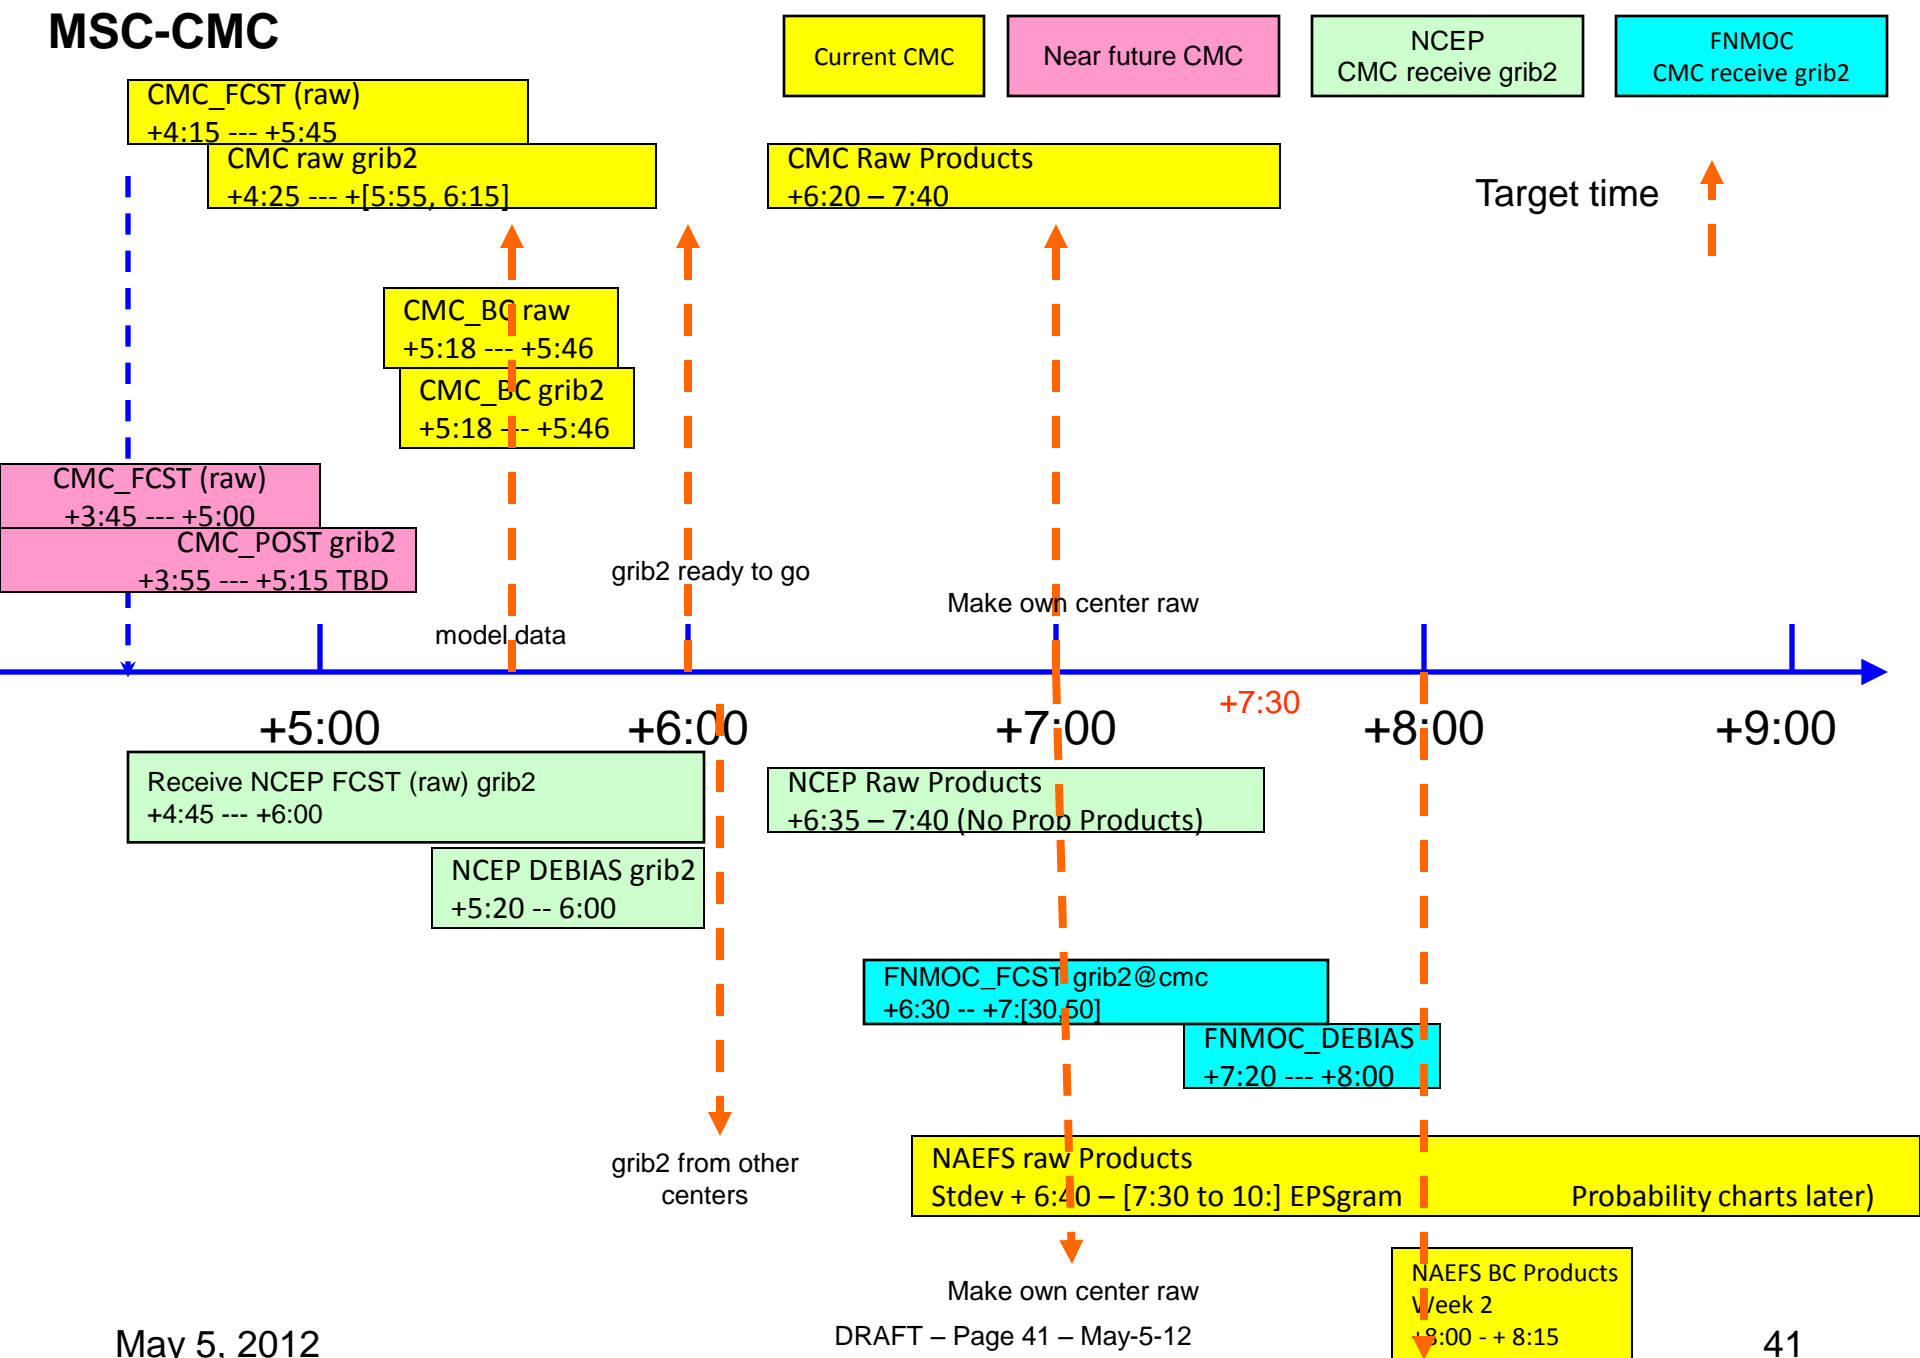 MSC-CMC
Current CMC
Near future CMC
NCEP
CMC receive grib2
FNMOC
CMC receive grib2
CMC_FCST (raw)
+4:15 --- +5:45
CMC raw grib2
+4:25 --- +[5:55, 6:15]
CMC Raw Products
+6:20 – 7:40
Target time
CMC_BC raw
+5:18 --- +5:46
CMC_BC grib2
+5:18 --- +5:46
CMC_FCST (raw)
+3:45 --- +5:00
CMC_POST grib2
+3:55 --- +5:15 TBD
grib2 ready to go
Make own center raw
model data
+7:30
+5:00
+6:00
+7:00
+8:00
+9:00
Receive NCEP FCST (raw) grib2
+4:45 --- +6:00
NCEP Raw Products
+6:35 – 7:40 (No Prob Products)
NCEP DEBIAS grib2
+5:20 -- 6:00
FNMOC_FCST grib2@cmc
+6:30 -- +7:[30,50]
FNMOC_DEBIAS
+7:20 --- +8:00
grib2 from other
centers
NAEFS raw Products
Stdev + 6:40 – [7:30 to 10:] EPSgram Probability charts later)
Make own center raw
NAEFS BC Products
Week 2
+8:00 - + 8:15
May 5, 2012
DRAFT – Page 41 – May-5-12
41